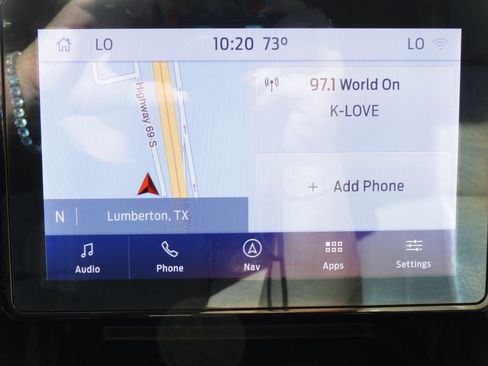 LO 10:20 73° LO
Highway 69 S
97.1 World On
K-LOVE
+ Add Phone
N Lumberton, TX
Audio Phone Nav Apps Settings